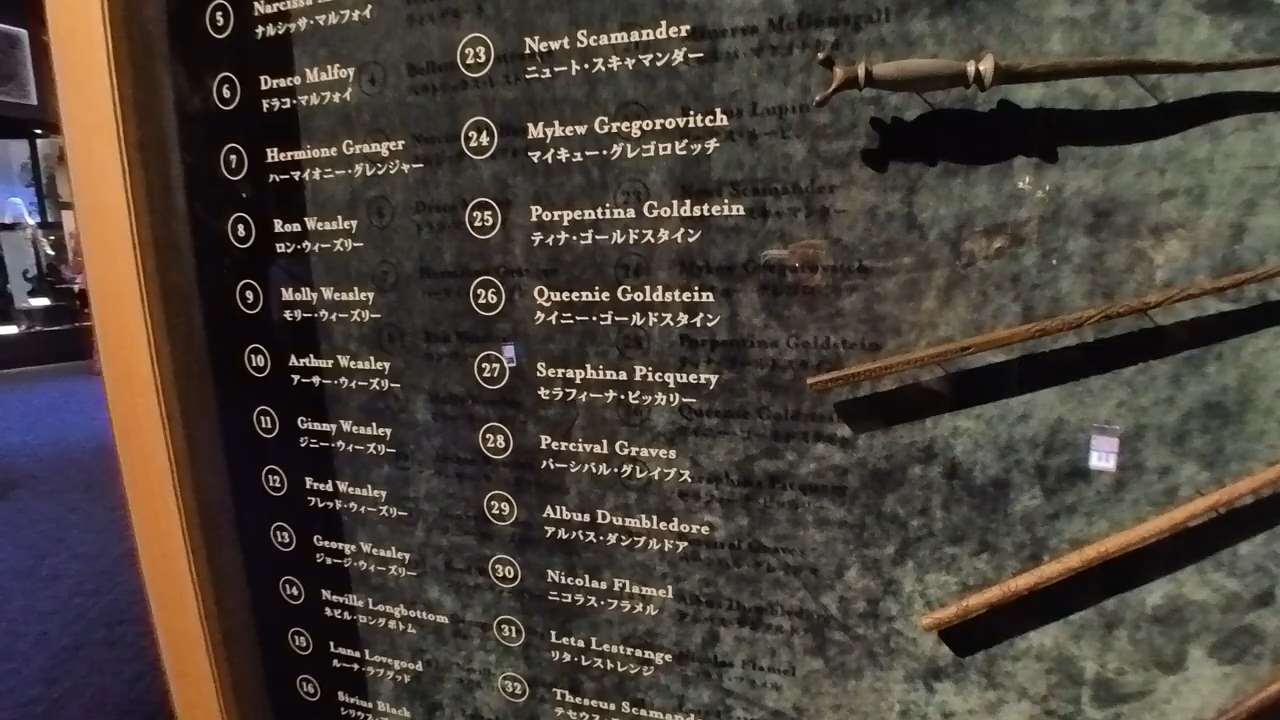 5
Narcissa
ナルシッサ・マルフォイ
6
Draco Malfoy
ドラコ・マルフォイ
7
Hermione Granger
ハーマイオニー・グレンジャー
8
Ron Weasley
ロン・ウィーズリー
9
Molly Weasley
モリー・ウィーズリー
10
Arthur Weasley
アーサー・ウィーズリー
11
Ginny Weasley
ジニー・ウィーズリー
12
Fred Weasley
フレッド・ウィーズリー
13
George Weasley
ジョージ・ウィーズリー
14
Neville Longbottom
ネビル・ロングボトム
15
Luna Lovegood
ルーナ・ラブグッド
16
Sirius Black
23
Newt Scamander
ニュート・スキャマンダー
24
Mykew Gregorovitch
マイキュー・グレゴロビッチ
25
Porpentina Goldstein
ティナ・ゴールドスタイン
26
Queenie Goldstein
クイニー・ゴールドスタイン
27
Seraphina Picquery
セラフィーナ・ピッカリー
28
Percival Graves
パーシバル・グレイブス
29
Albus Dumbledore
アルバス・ダンブルドア
30
Nicolas Flamel
ニコラス・フラメル
31
Leta Lestrange
リタ・レストレンジ
32
Theseus Scamand
テセウス・